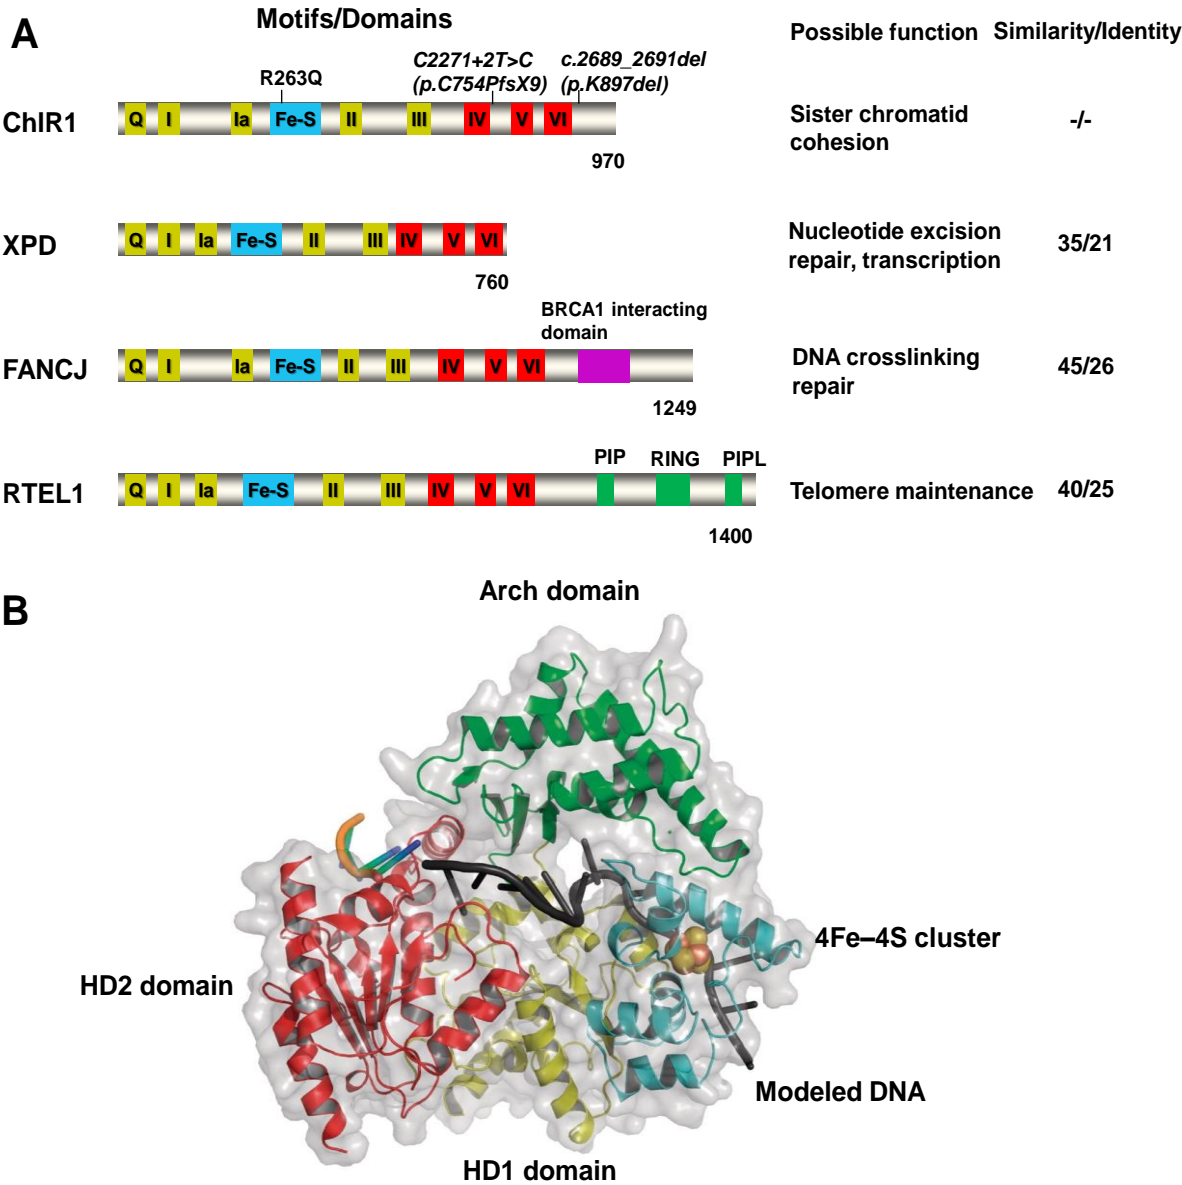 A
Motifs/Domains
Possible function
Similarity/Identity
R263Q
C2271+2T>C
(p.C754PfsX9)
c.2689_2691del
(p.K897del)
ChIR1
Q I Ia Fe-S II III IV V VI
970
Sister chromatid
cohesion
-/-
XPD
Q I Ia Fe-S II III IV V VI
760
Nucleotide excision
repair, transcription
35/21
BRCA1 interacting
domain
FANCJ
Q I Ia Fe-S II III IV V VI
1249
DNA crosslinking
repair
45/26
PIP RING PIPL
RTEL1
Q I Ia Fe-S II III IV V VI
1400
Telomere maintenance
40/25
B
Arch domain
4Fe–4S cluster
HD2 domain
Modeled DNA
HD1 domain